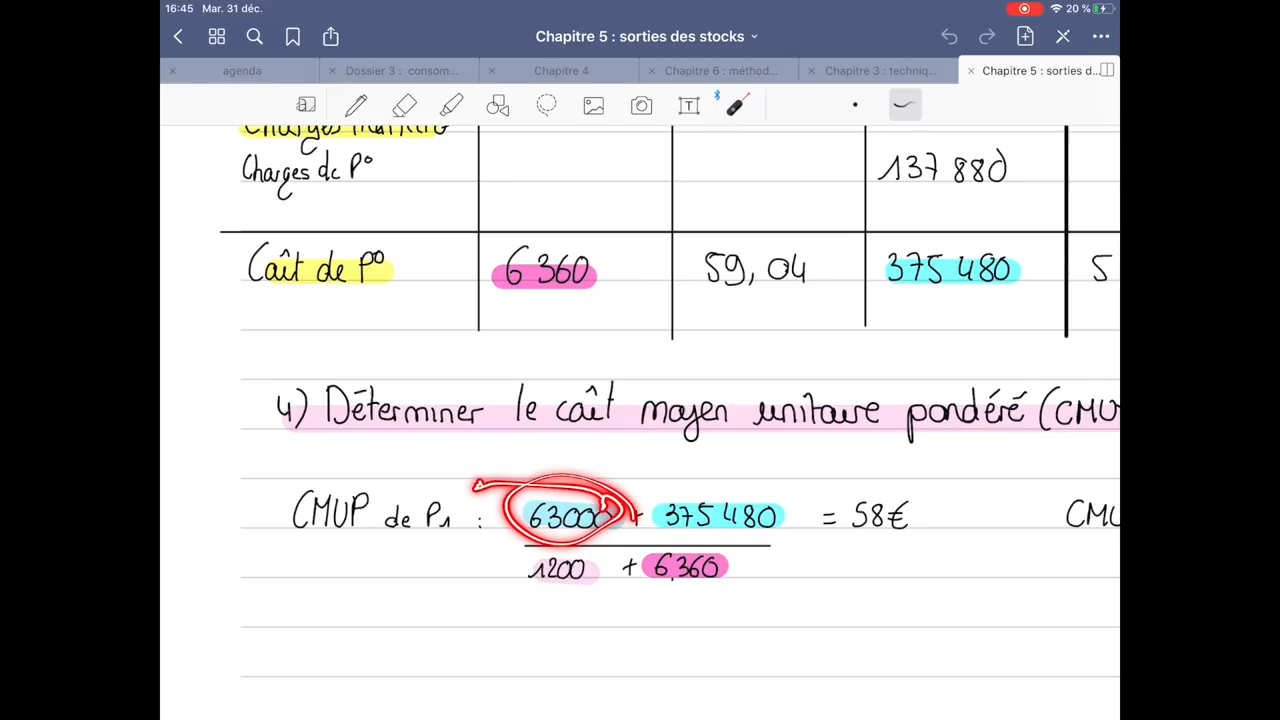 16:45 Mar. 31 déc. 20 %
Chapitre 5 : sorties des stocks
agenda Dossier 3 : consom... Chapitre 4 Chapitre 6 : méthod... Chapitre 3 : techniq... Chapitre 5 : sorties d...
Charges de P° 137 880
Coût de P° 6 360 59,04 375 480 5
4) Déterminer le coût moyen unitaire pondéré (CMU
CMUP de P1 : 63000 + 375 480 = 58€ CMU
1200 + 6360